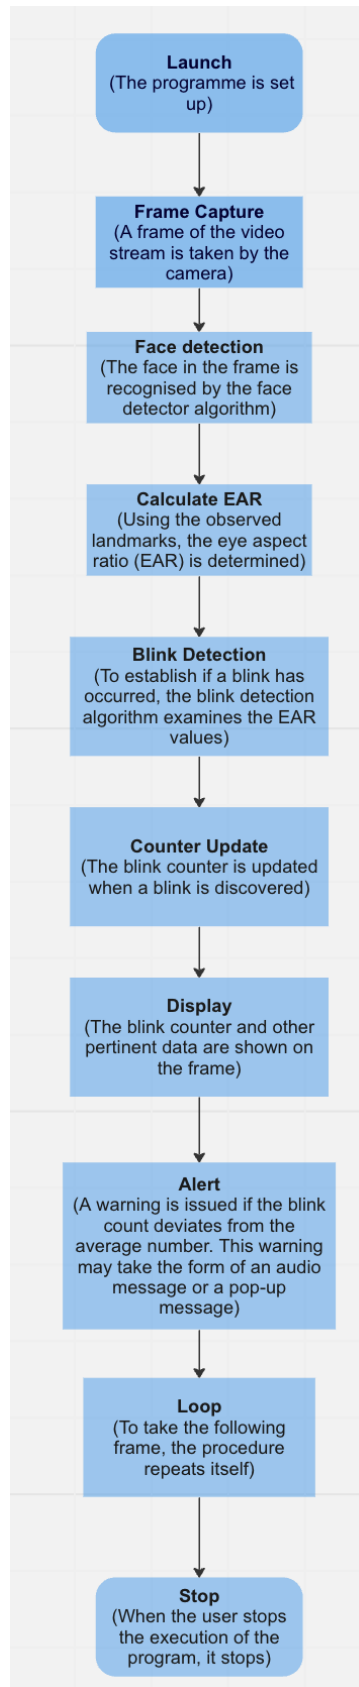 Launch
(The programme is set
up)
Frame Capture
(A frame of the video
stream is taken by the
camera)
Face detection
(The face in the frame is
recognised by the face
detector algorithm)
Calculate EAR
(Using the observed
landmarks, the eye aspect
ratio (EAR) is determined)
Blink Detection
(To establish if a blink has
occurred, the blink detection
algorithm examines the EAR
values)
Counter Update
(The blink counter is updated
when a blink is discovered)
Display
(The blink counter and other
pertinent data are shown on
the frame)
Alert
(A warning is issued if the blink
count deviates from the
average number. This warning
may take the form of an audio
message or a pop-up
message)
Loop
(To take the following
frame, the procedure
repeats itself)
Stop
(When the user stops
the execution of the
program, it stops)